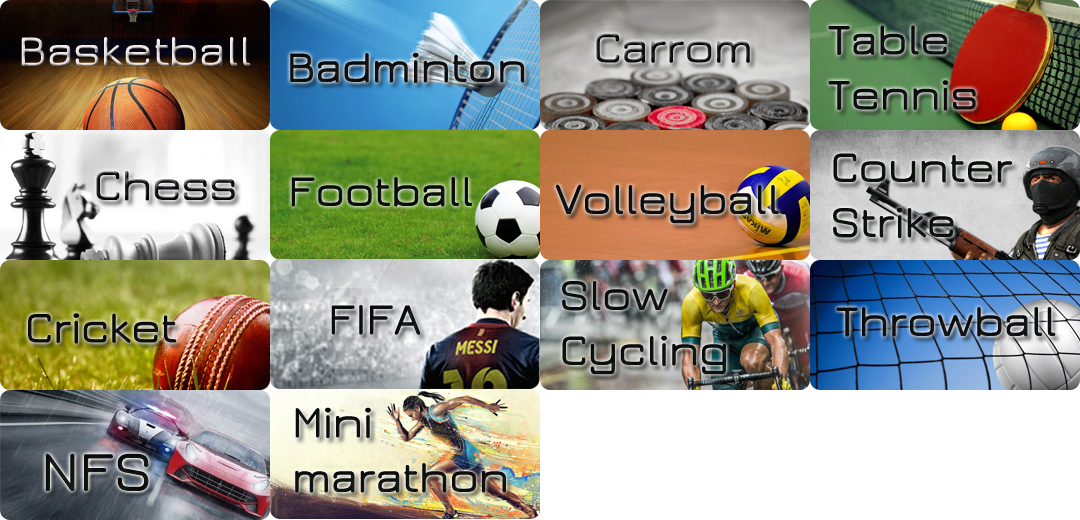 Basketball
Badminton
Carrom
Table
Tennis
Chess
Football
Volleyball
Counter
Strike
Cricket
FIFA
MESSI
Slow
Cycling
Throwball
NFS
Mini
marathon